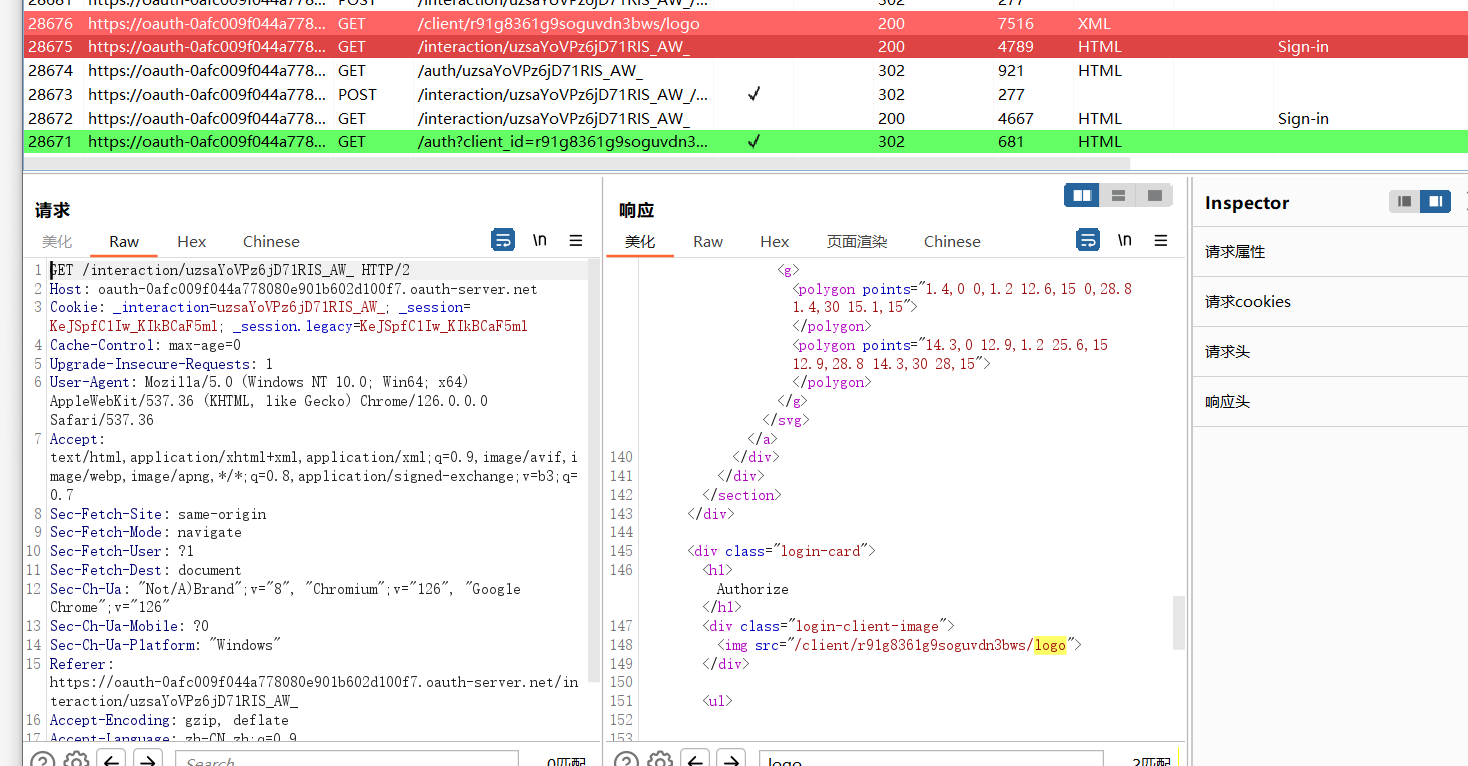 28681 https://oauth-0afc009f044a778... POST 302 277
28676 https://oauth-0afc009f044a778... GET /client/r91g8361g9soguvdn3bws/logo 200 7516 XML
28675 https://oauth-0afc009f044a778... GET /interaction/uzsaYoVPz6jD71RIS_AW_ 200 4789 HTML Sign-in
28674 https://oauth-0afc009f044a778... GET /auth/uzsaYoVPz6jD71RIS_AW_ 302 921 HTML
28673 https://oauth-0afc009f044a778... POST /interaction/uzsaYoVPz6jD71RIS_AW_/... ✓ 302 277
28672 https://oauth-0afc009f044a778... GET /interaction/uzsaYoVPz6jD71RIS_AW_ 200 4667 HTML Sign-in
28671 https://oauth-0afc009f044a778... GET /auth?client_id=r91g8361g9soguvdn3... ✓ 302 681 HTML
请求
美化 Raw Hex Chinese \n
1 GET /interaction/uzsaYoVPz6jD71RIS_AW_ HTTP/2
2 Host: oauth-0afc009f044a778080e901b602d100f7.oauth-server.net
3 Cookie: _interaction=uzsaYoVPz6jD71RIS_AW_; _session=
KeJSpfC1Iw_KIkBCaF5ml; _session.legacy=KeJSpfC1Iw_KIkBCaF5ml
4 Cache-Control: max-age=0
5 Upgrade-Insecure-Requests: 1
6 User-Agent: Mozilla/5.0 (Windows NT 10.0; Win64; x64)
AppleWebKit/537.36 (KHTML, like Gecko) Chrome/126.0.0.0
Safari/537.36
7 Accept:
text/html,application/xhtml+xml,application/xml;q=0.9,image/avif,i
mage/webp,image/apng,*/*;q=0.8,application/signed-exchange;v=b3;q=
0.7
8 Sec-Fetch-Site: same-origin
9 Sec-Fetch-Mode: navigate
10 Sec-Fetch-User: ?1
11 Sec-Fetch-Dest: document
12 Sec-Ch-Ua: "Not/A)Brand";v="8", "Chromium";v="126", "Google
Chrome";v="126"
13 Sec-Ch-Ua-Mobile: ?0
14 Sec-Ch-Ua-Platform: "Windows"
15 Referer:
https://oauth-0afc009f044a778080e901b602d100f7.oauth-server.net/in
teraction/uzsaYoVPz6jD71RIS_AW_
16 Accept-Encoding: gzip, deflate
17 Accept-Language: zh-CN,zh;q=0.9
Search 0匹配
响应
美化 Raw Hex 页面渲染 Chinese \n
<g>
<polygon points="1.4,0 0,1.2 12.6,15 0,28.8
1.4,30 15.1,15">
</polygon>
<polygon points="14.3,0 12.9,1.2 25.6,15
12.9,28.8 14.3,30 28,15">
</polygon>
</g>
</svg>
</a>
140 </div>
141 </div>
142 </section>
143 </div>
144
145 <div class="login-card">
146 <h1>
Authorize
</h1>
147 <div class="login-client-image">
148 <img src="/client/r91g8361g9soguvdn3bws/logo">
149 </div>
150
151 <ul>
152
153
logo 2匹配
Inspector
请求属性
请求cookies
请求头
响应头